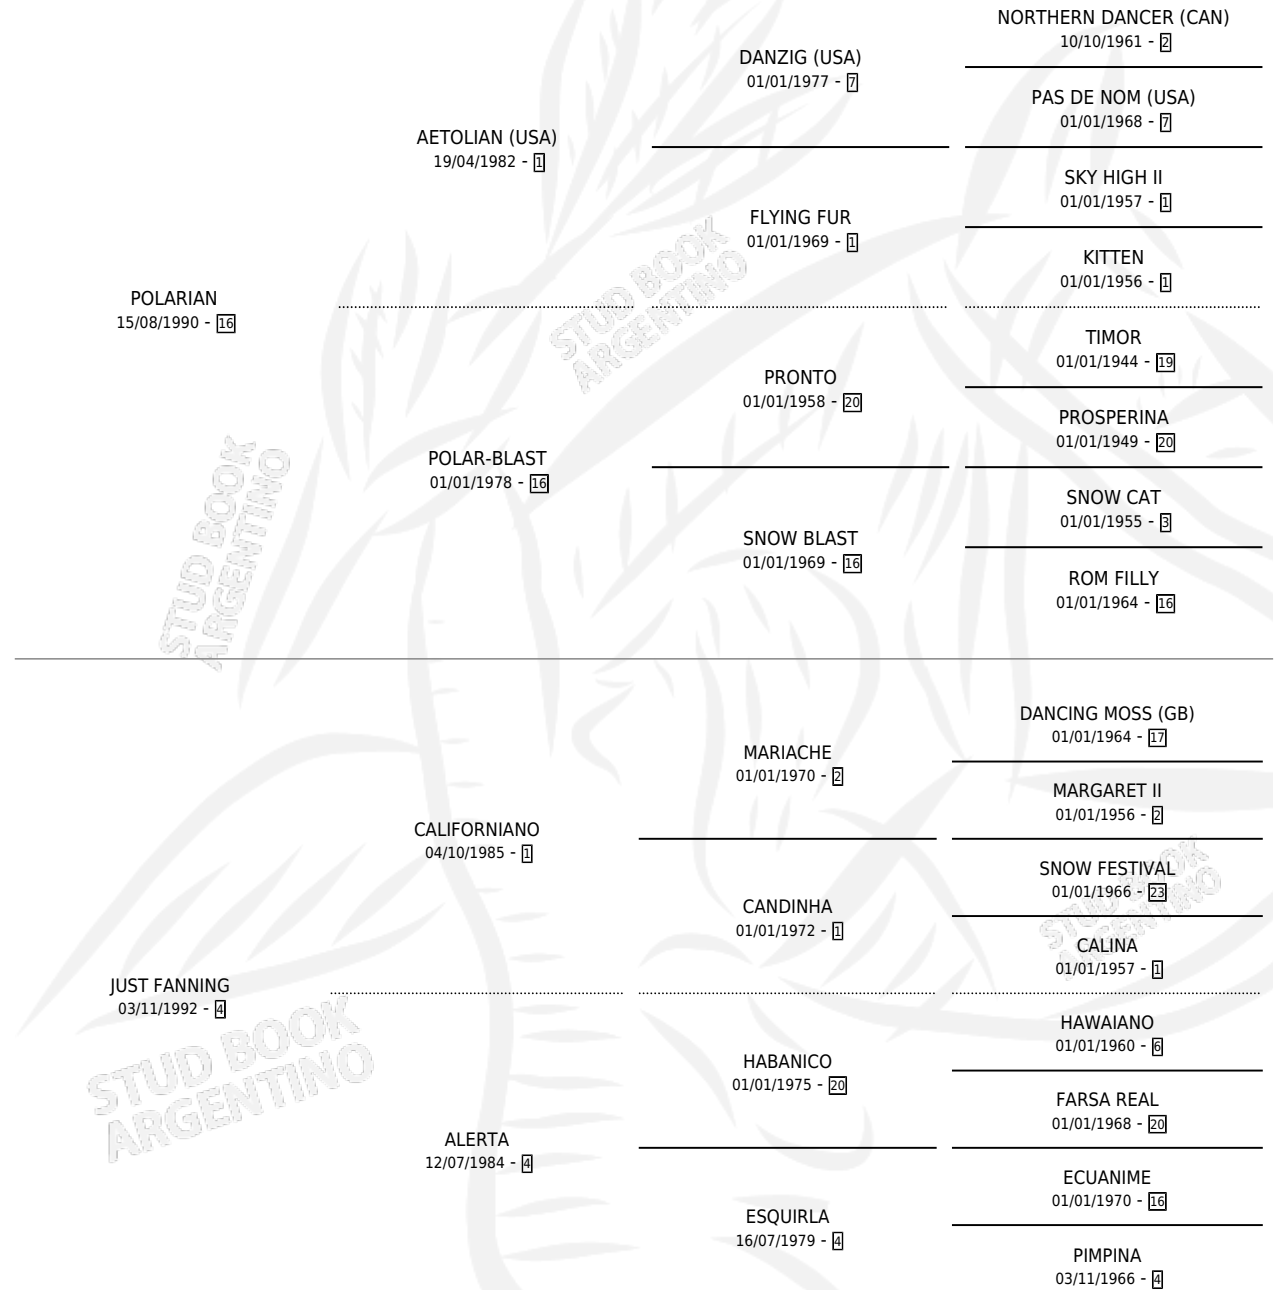 NORTHERN DANCER (CAN)
10/10/1961 - 2
DANZIG (USA)
01/01/1977 - 7
PAS DE NOM (USA)
01/01/1968 - 7
AETOLIAN (USA)
19/04/1982 - 1
SKY HIGH II
01/01/1957 - 1
FLYING FUR
01/01/1969 - 1
KITTEN
01/01/1956 - 1
POLARIAN
15/08/1990 - 16
TIMOR
01/01/1944 - 19
PRONTO
01/01/1958 - 20
PROSPERINA
01/01/1949 - 20
POLAR-BLAST
01/01/1978 - 16
SNOW CAT
01/01/1955 - 3
SNOW BLAST
01/01/1969 - 16
ROM FILLY
01/01/1964 - 16
DANCING MOSS (GB)
01/01/1964 - 17
MARIACHE
01/01/1970 - 2
MARGARET II
01/01/1956 - 2
CALIFORNIANO
04/10/1985 - 1
SNOW FESTIVAL
01/01/1966 - 23
CANDINHA
01/01/1972 - 1
CALINA
01/01/1957 - 1
JUST FANNING
03/11/1992 - 4
HAWAIANO
01/01/1960 - 6
HABANICO
01/01/1975 - 20
FARSA REAL
01/01/1968 - 20
ALERTA
12/07/1984 - 4
ECUANIME
01/01/1970 - 16
ESQUIRLA
16/07/1979 - 4
PIMPINA
03/11/1966 - 4
STUD BOOK
ARGENTINO
STUD BOOK
ARGENTINO
STUD BOOK
ARGENTINO
STUD BOOK
ARGENTINO